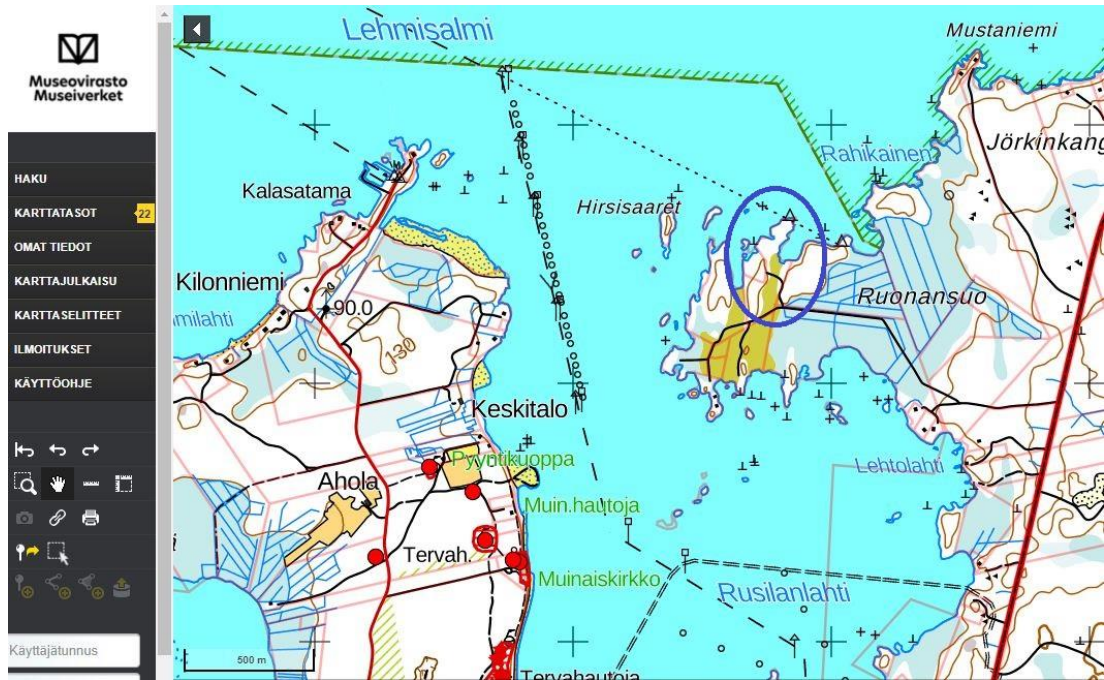 Museovirasto
Museiverket
HAKU
KARTTATASOT
22
OMAT TIEDOT
KARTTAJULKAISU
KARTTASELITTEET
ILMOITUKSET
KÄYTTÖOHJE
Käyttäjätunnus
Lehmisalmi
Mustaniemi
Jörkinkang
Rahikainen
Kalasatama
Hirsisaaret
Kilonniemi
Ruonansuo
90.0
milahti
130
Keskitalo
Pyyntikuoppa
Lehtolahti
Ahola
Muin.hautoja
Tervah.
Muinaiskirkko
Rusilanlahti
500 m
Tervahautoja